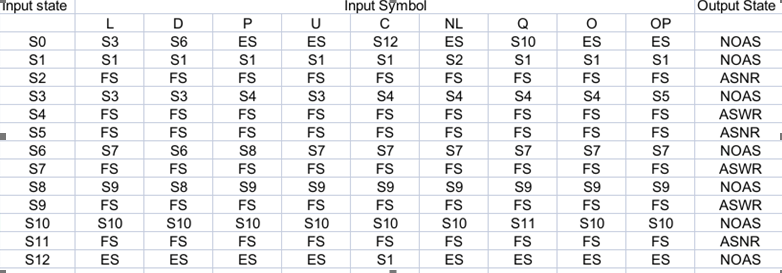 Input state Input Symbol Output State
L D P U C NL Q O OP
S0 S3 S6 ES ES S12 ES S10 ES ES NOAS
S1 S1 S1 S1 S1 S1 S2 S1 S1 S1 NOAS
S2 FS FS FS FS FS FS FS FS FS ASNR
S3 S3 S3 S4 S3 S4 S4 S4 S4 S5 NOAS
S4 FS FS FS FS FS FS FS FS FS ASWR
S5 FS FS FS FS FS FS FS FS FS ASNR
S6 S7 S6 S8 S7 S7 S7 S7 S7 S7 NOAS
S7 FS FS FS FS FS FS FS FS FS ASWR
S8 S9 S8 S9 S9 S9 S9 S9 S9 S9 NOAS
S9 FS FS FS FS FS FS FS FS FS ASWR
S10 S10 S10 S10 S10 S10 S10 S11 S10 S10 NOAS
S11 FS FS FS FS FS FS FS FS FS ASNR
S12 ES ES ES ES S1 ES ES ES ES NOAS